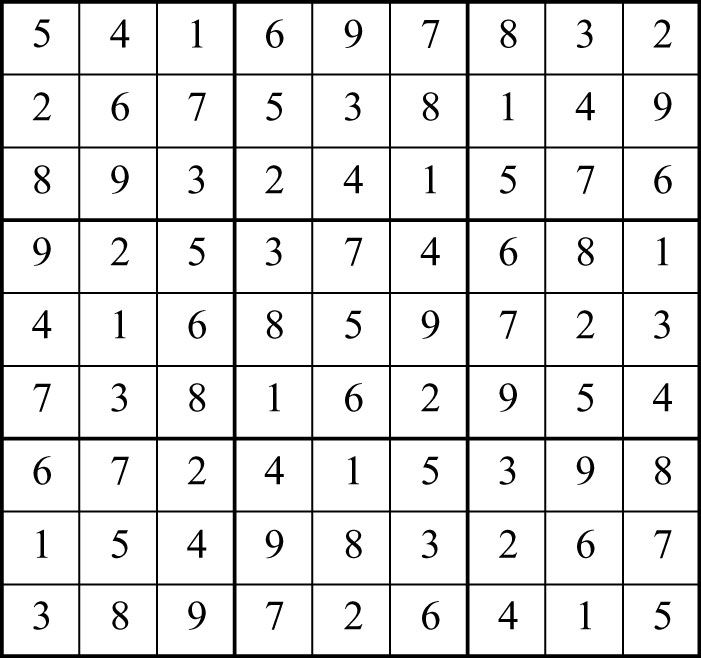 5 4 1 6 9 7 8 3 2
2 6 7 5 3 8 1 4 9
8 9 3 2 4 1 5 7 6
9 2 5 3 7 4 6 8 1
4 1 6 8 5 9 7 2 3
7 3 8 1 6 2 9 5 4
6 7 2 4 1 5 3 9 8
1 5 4 9 8 3 2 6 7
3 8 9 7 2 6 4 1 5